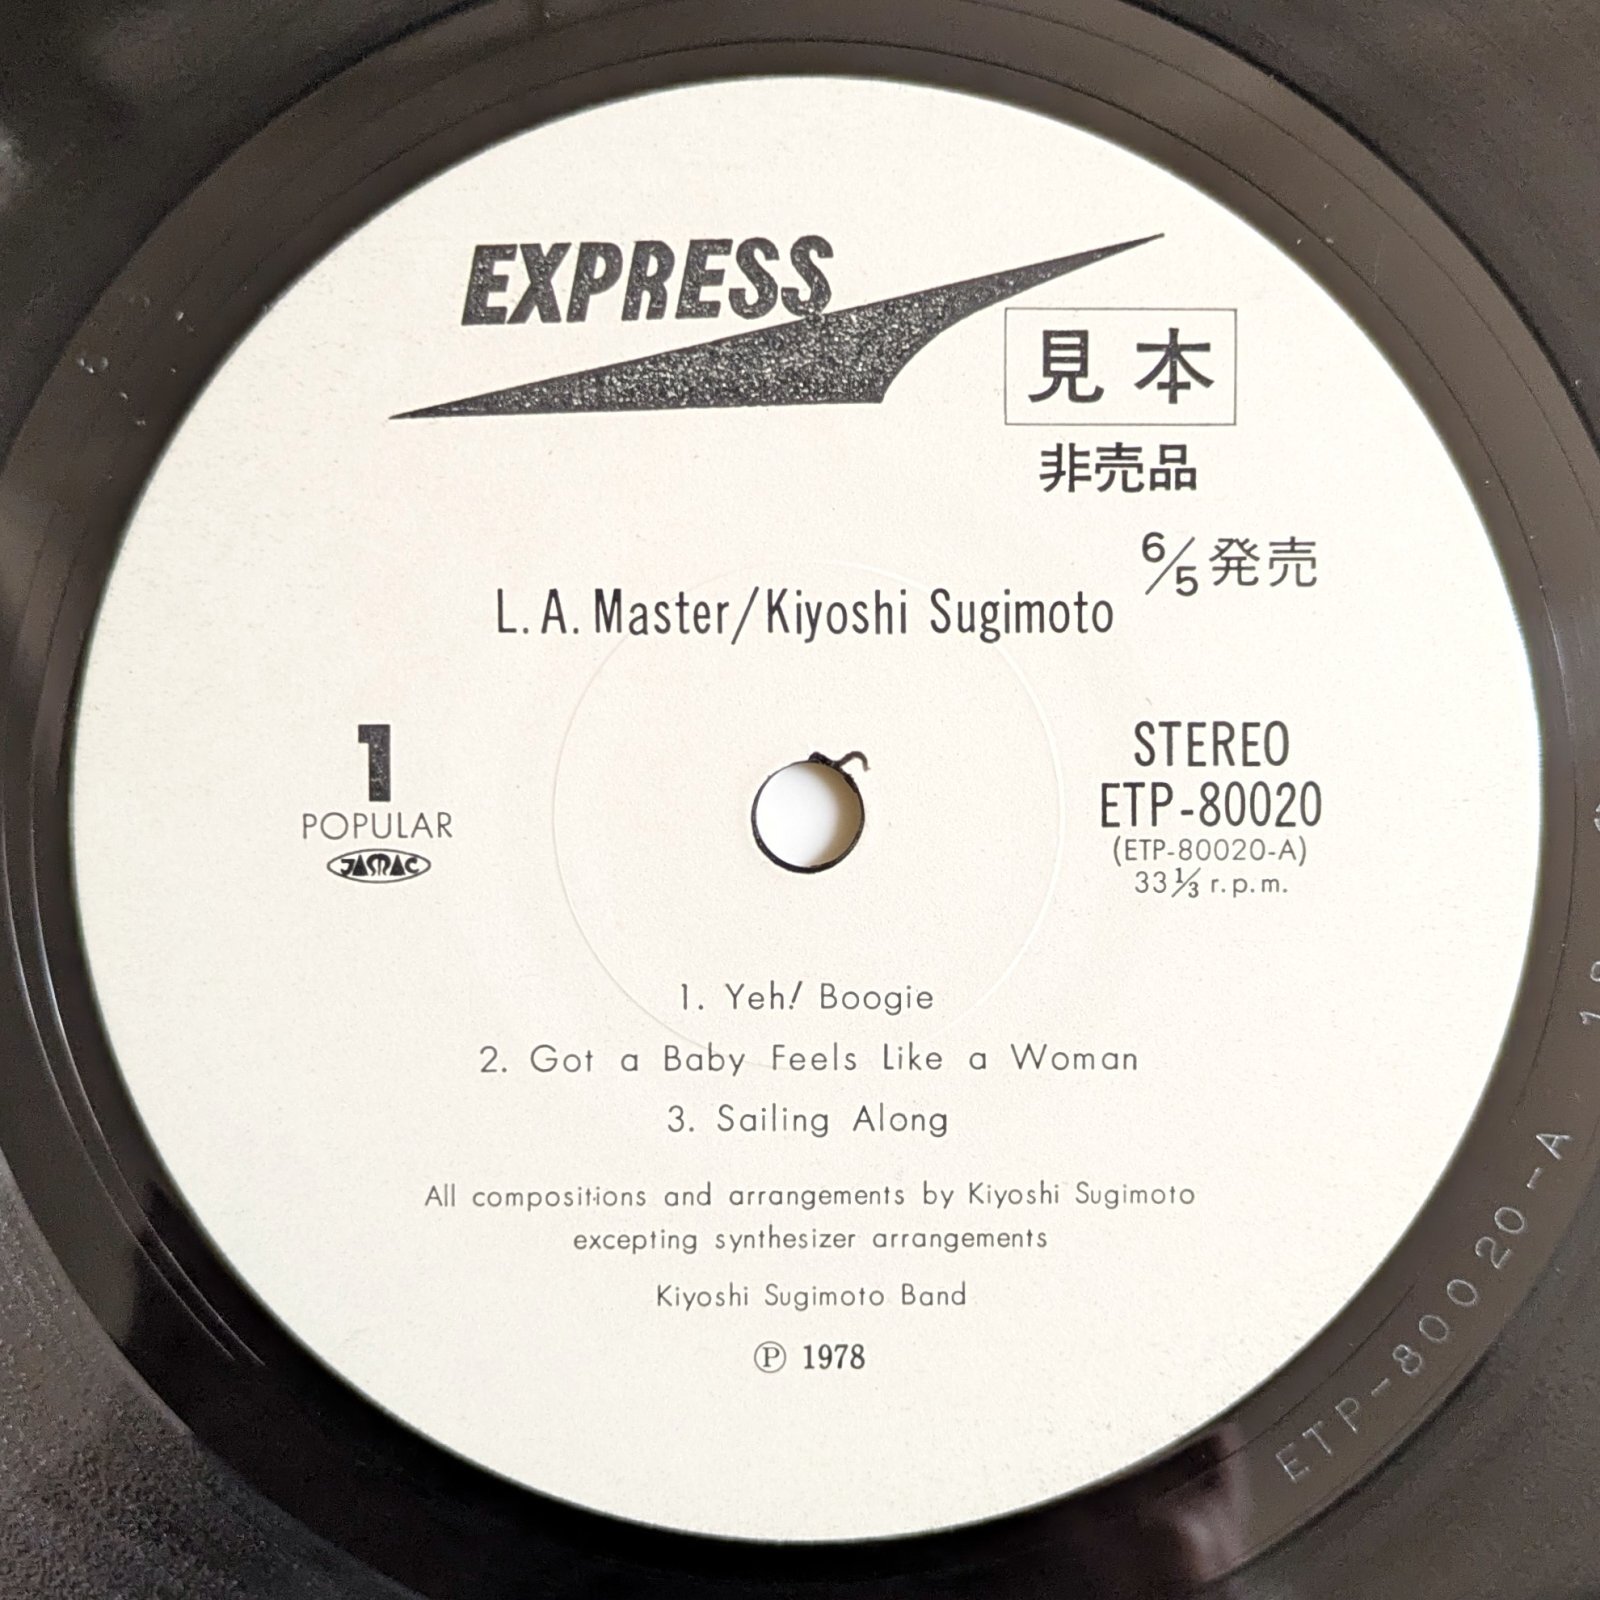 EXPRESS
見本
非売品
6/5発売
L.A. Master/Kiyoshi Sugimoto
1
POPULAR
JASRAC
STEREO
ETP-80020
(ETP-80020-A)
33 1/3 r.p.m.
1. Yeh! Boogie
2. Got a Baby Feels Like a Woman
3. Sailing Along
All compositions and arrangements by Kiyoshi Sugimoto
excepting synthesizer arrangements
Kiyoshi Sugimoto Band
Ⓟ 1978
ETP-80020-A